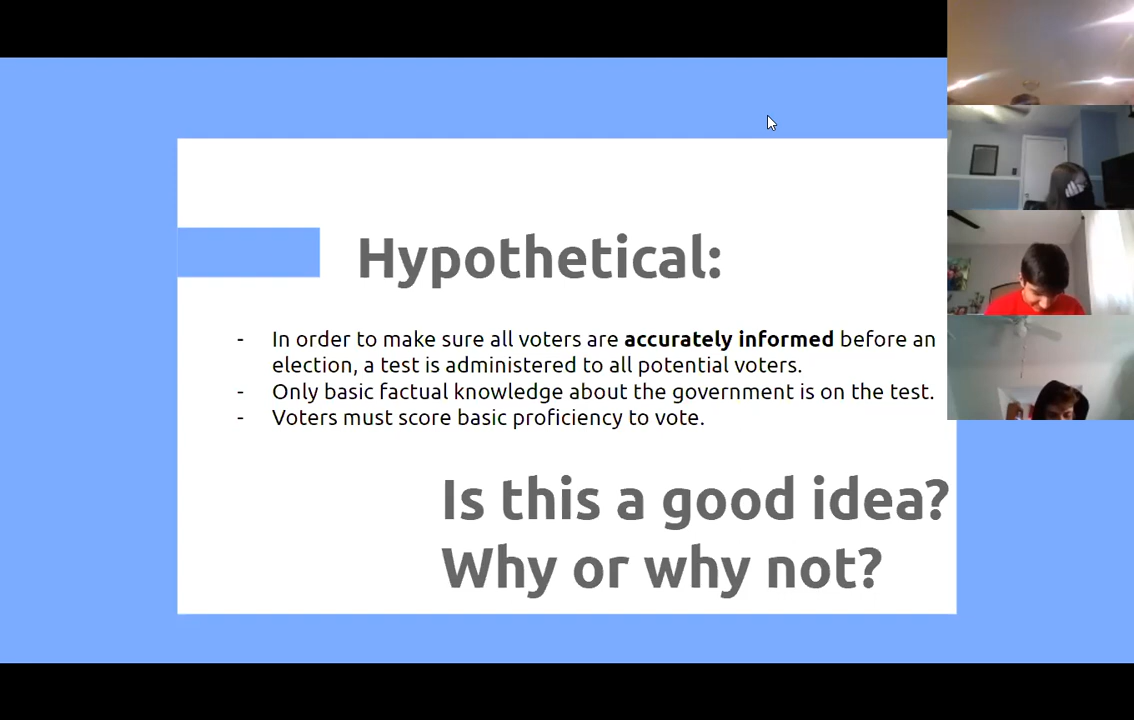 Hypothetical:
- In order to make sure all voters are accurately informed before an
election, a test is administered to all potential voters.
- Only basic factual knowledge about the government is on the test.
- Voters must score basic proficiency to vote.
Is this a good idea?
Why or why not?